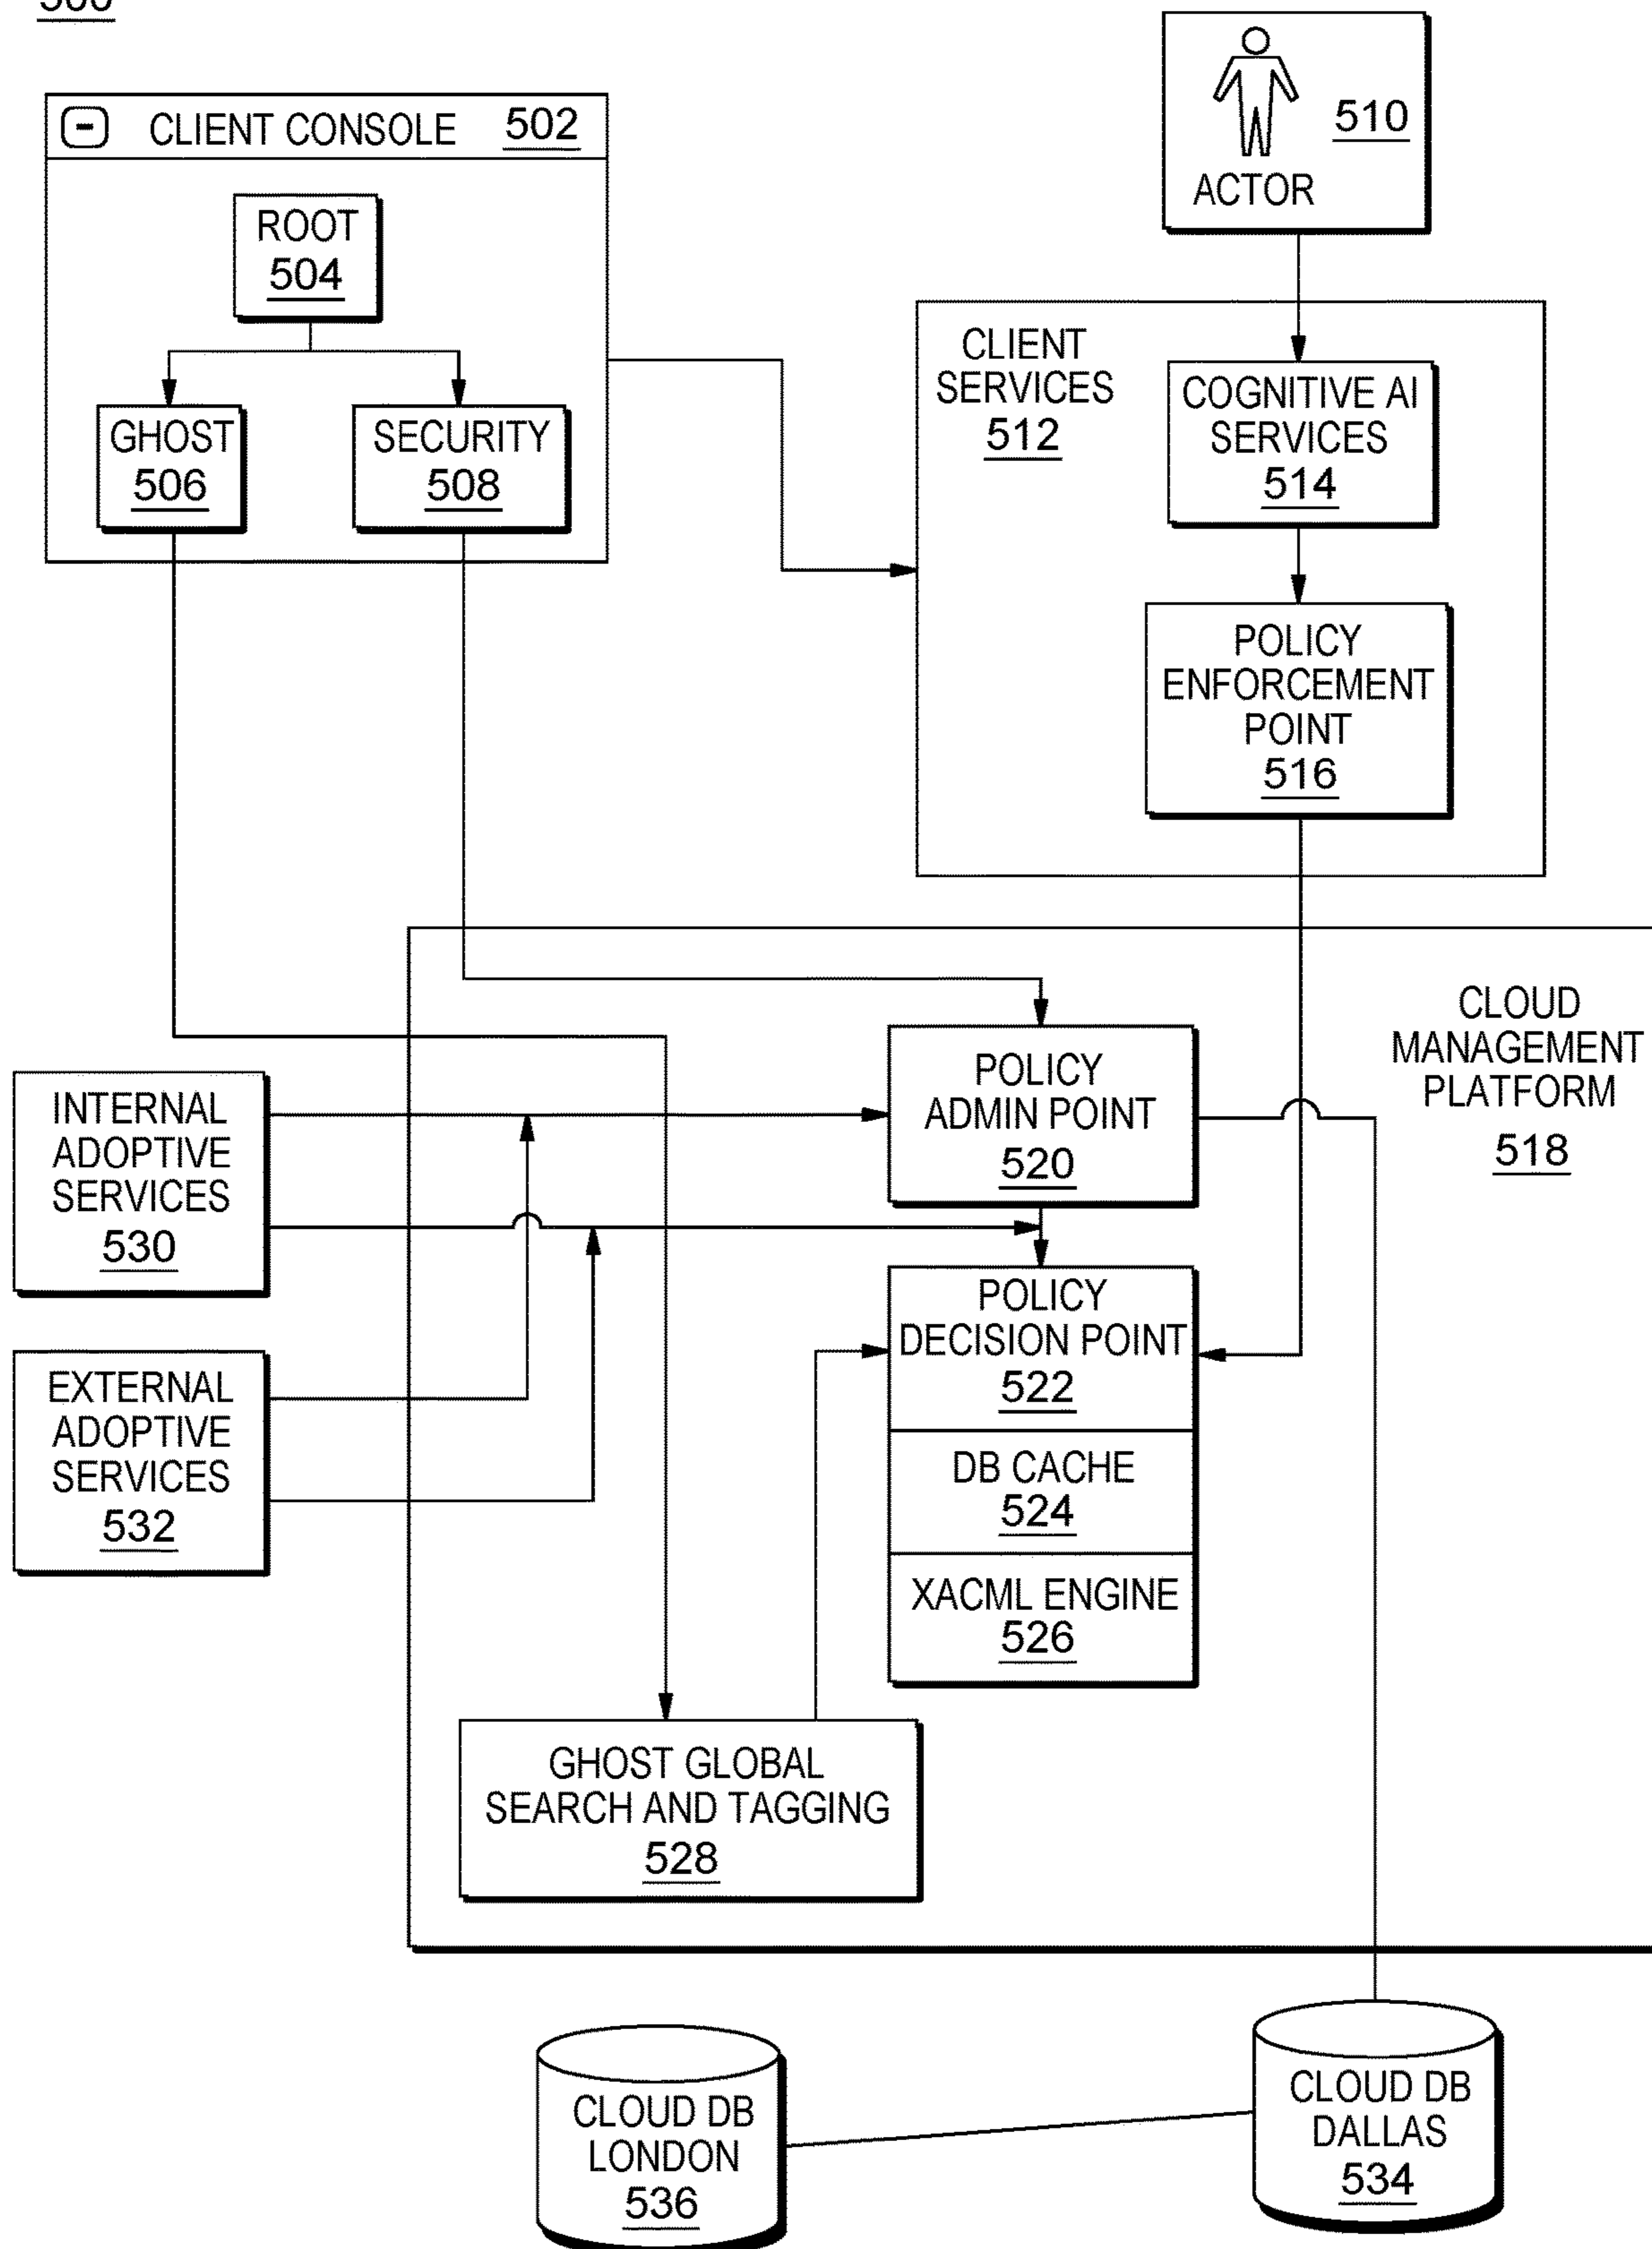 CLIENT CONSOLE 502
ROOT
504
GHOST
506
SECURITY
508
510
ACTOR
CLIENT
SERVICES
512
COGNITIVE AI
SERVICES
514
POLICY
ENFORCEMENT
POINT
516
CLOUD
MANAGEMENT
PLATFORM
518
POLICY
ADMIN POINT
520
INTERNAL
ADOPTIVE
SERVICES
530
EXTERNAL
ADOPTIVE
SERVICES
532
POLICY
DECISION POINT
522
DB CACHE
524
XACML ENGINE
526
GHOST GLOBAL
SEARCH AND TAGGING
528
CLOUD DB
LONDON
536
CLOUD DB
DALLAS
534